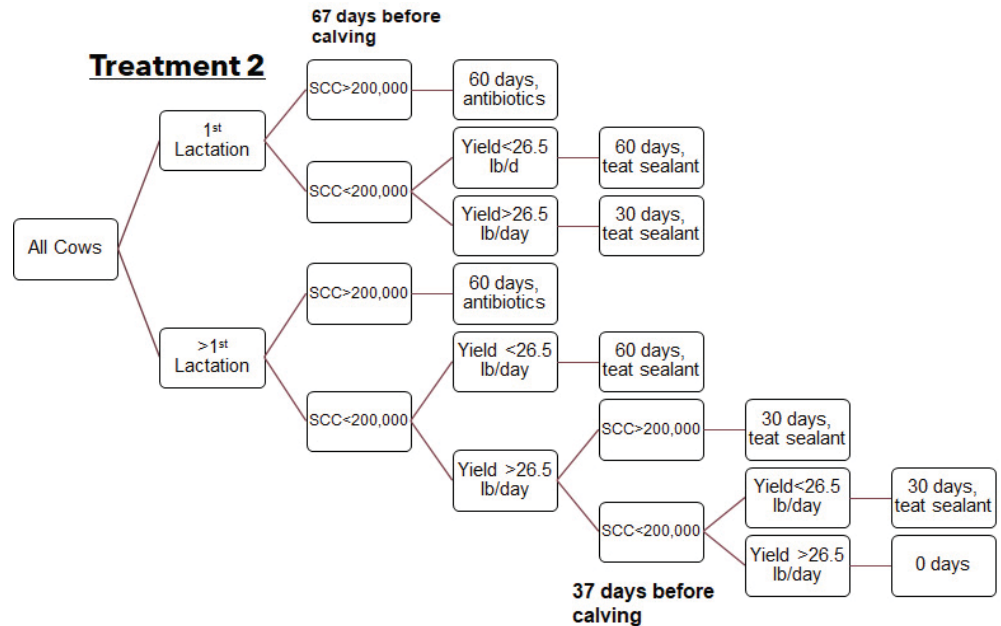 67 days before
calving
Treatment 2
SCC>200,000
60 days,
antibiotics
1st
Lactation
Yield<26.5
lb/d
60 days,
teat sealant
SCC<200,000
Yield>26.5
lb/day
30 days,
teat sealant
All Cows
SCC>200,000
60 days,
antibiotics
>1st
Lactation
Yield <26.5
lb/day
60 days,
teat sealant
SCC<200,000
SCC>200,000
30 days,
teat sealant
Yield >26.5
lb/day
Yield<26.5
lb/day
30 days,
teat sealant
SCC<200,000
Yield >26.5
lb/day
0 days
37 days before
calving